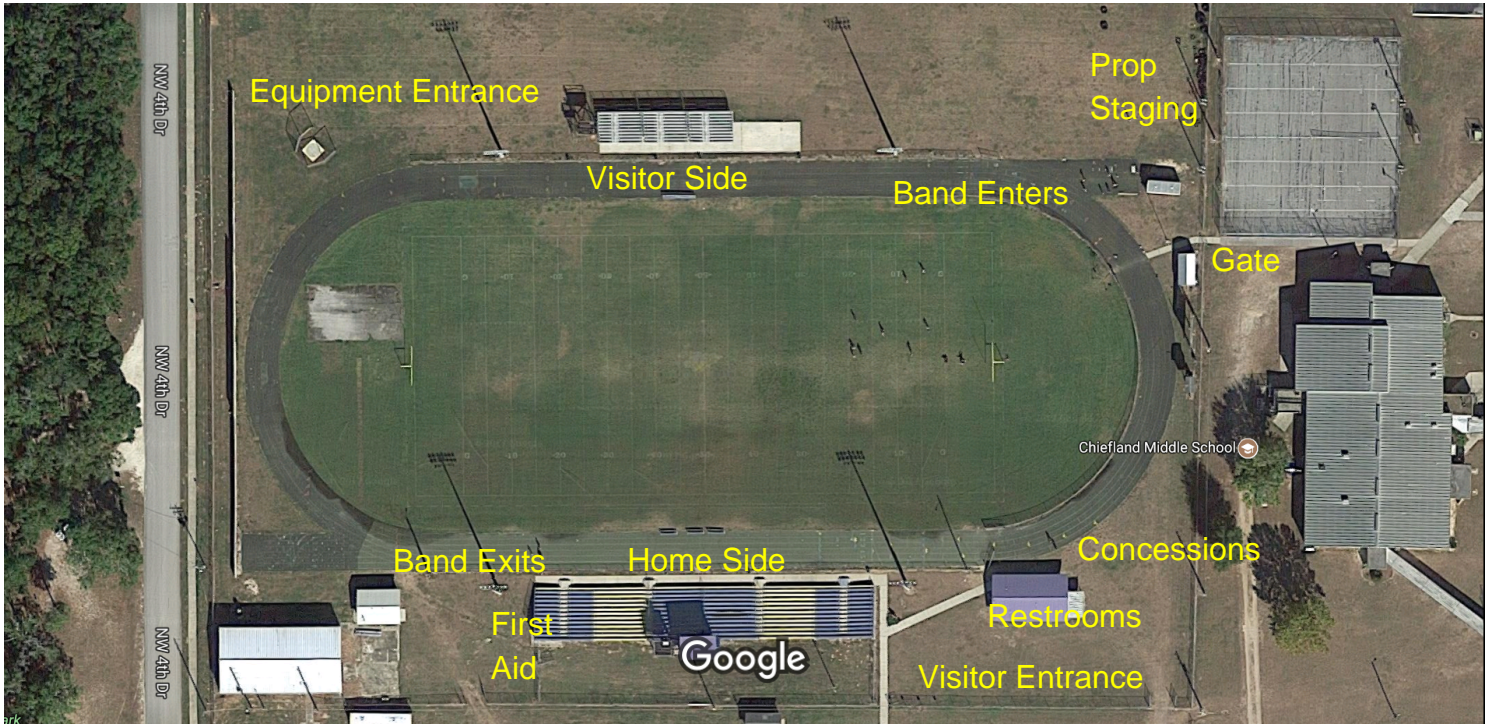 NW 4th Dr
Equipment Entrance
Prop
Staging
Visitor Side
Band Enters
Gate
NW 4th Dr
Chiefland Middle School
Band Exits
Home Side
Concessions
First
Aid
Restrooms
Google
NW 4th Dr
Visitor Entrance
ark